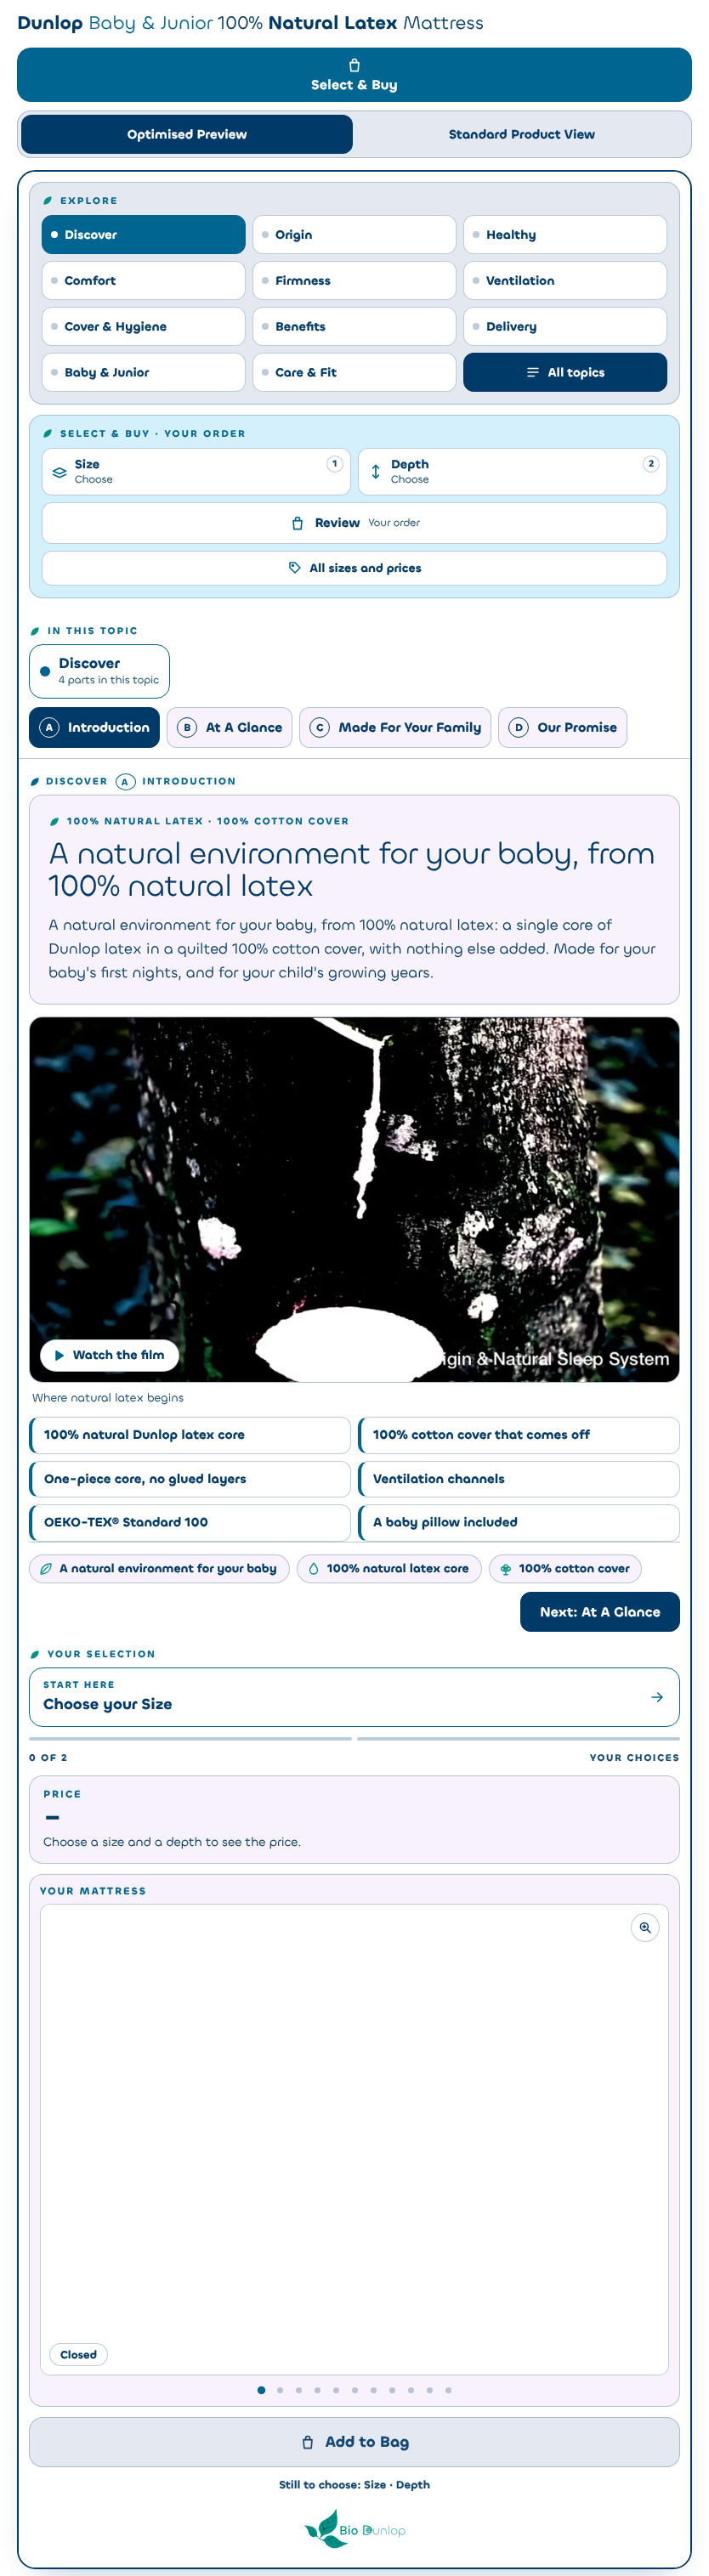 Dunlop Baby & Junior 100% Natural Latex Mattress
Select & Buy
Optimised Preview
Standard Product View
EXPLORE
Discover
Origin
Healthy
Comfort
Firmness
Ventilation
Cover & Hygiene
Benefits
Delivery
Baby & Junior
Care & Fit
All topics
SELECT & BUY · YOUR ORDER
Size
Choose
1
Depth
Choose
2
Review Your order
All sizes and prices
IN THIS TOPIC
Discover
4 parts in this topic
A Introduction
B At A Glance
C Made For Your Family
D Our Promise
DISCOVER A INTRODUCTION
100% NATURAL LATEX · 100% COTTON COVER
A natural environment for your baby, from
100% natural latex
A natural environment for your baby, from 100% natural latex: a single core of
Dunlop latex in a quilted 100% cotton cover, with nothing else added. Made for your
baby's first nights, and for your child's growing years.
Watch the film
igin & Natural Sleep System
Where natural latex begins
100% natural Dunlop latex core
100% cotton cover that comes off
One-piece core, no glued layers
Ventilation channels
OEKO-TEX® Standard 100
A baby pillow included
A natural environment for your baby
100% natural latex core
100% cotton cover
Next: At A Glance
YOUR SELECTION
START HERE
Choose your Size
0 OF 2
YOUR CHOICES
PRICE
–
Choose a size and a depth to see the price.
YOUR MATTRESS
Closed
Add to Bag
Still to choose: Size · Depth
Bio Dunlop